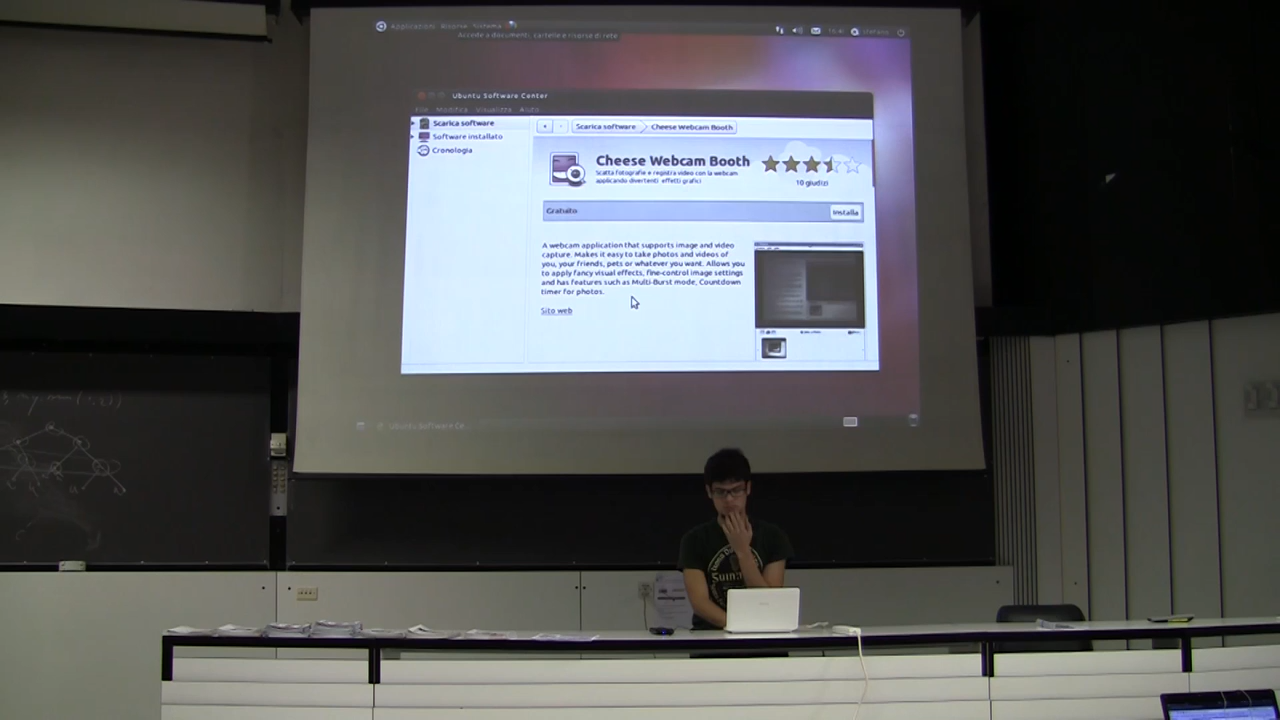 Applicazioni Risorse Sistema
Accede a documenti, cartelle e risorse di rete
stefano
Ubuntu Software Center
File Modifica Visualizza Aiuto
Scarica software
Software installato
Cronologia
Scarica software
Cheese Webcam Booth
Cheese Webcam Booth
Scatta fotografie e registra video con la webcam
applicando divertenti effetti grafici
10 giudizi
Gratuito
Installa
A webcam application that supports image and video
capture. Makes it easy to take photos and videos of
you, your friends, pets or whatever you want. Allows you
to apply fancy visual effects, fine-control image settings
and has features such as Multi-Burst mode, Countdown
timer for photos.
Sito web
Ubuntu Software Ce...